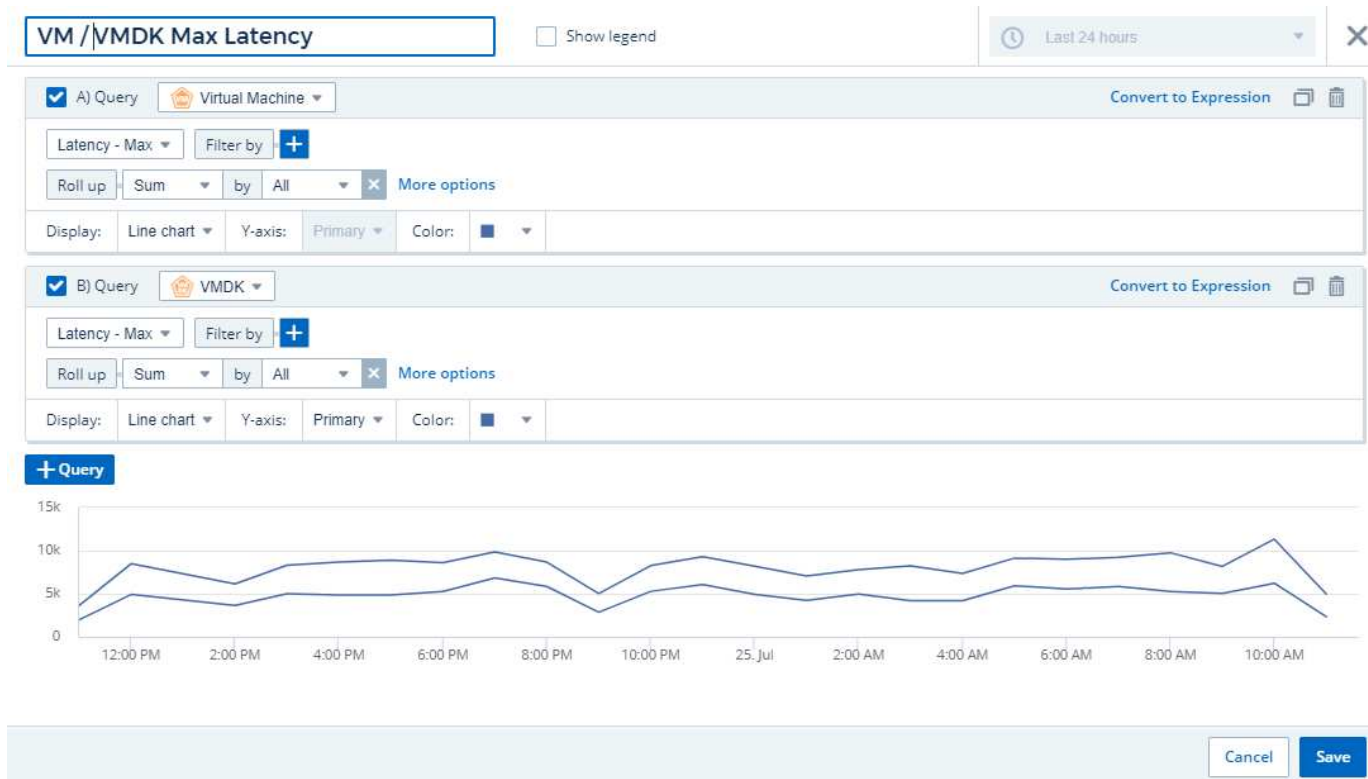 VM / VMDK Max Latency Show legend Last 24 hours
A) Query Virtual Machine Convert to Expression
Latency - Max Filter by +
Roll up Sum by All × More options
Display: Line chart Y-axis: Primary Color:
B) Query VMDK Convert to Expression
Latency - Max Filter by +
Roll up Sum by All × More options
Display: Line chart Y-axis: Primary Color:
+ Query
15k
10k
5k
0
12:00 PM 2:00 PM 4:00 PM 6:00 PM 8:00 PM 10:00 PM 25. Jul 2:00 AM 4:00 AM 6:00 AM 8:00 AM 10:00 AM
Cancel Save